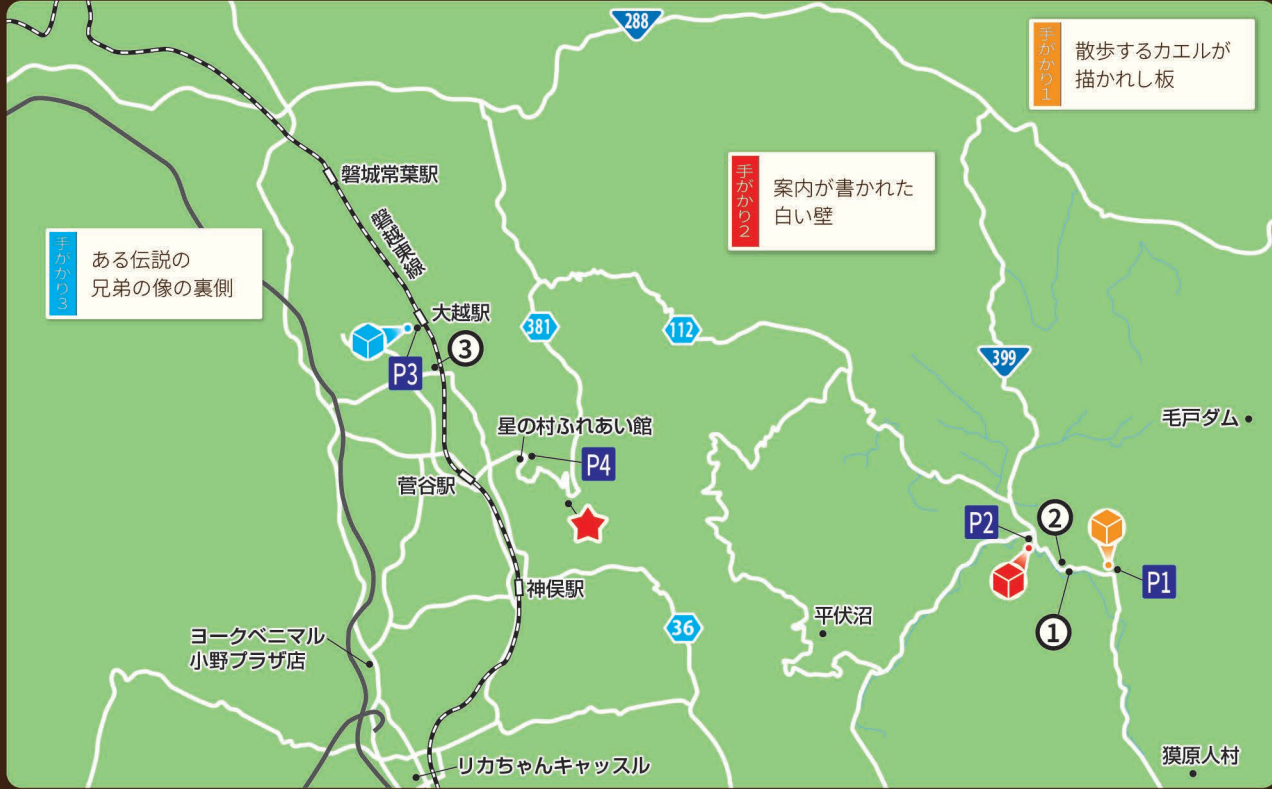 288
手がかり1
散歩するカエルが
描かれし板
磐城常葉駅
手がかり2
案内が書かれた
白い壁
磐越東線
手がかり3
ある伝説の
兄弟の像の裏側
大越駅
381
112
3
399
P3
毛戸ダム
星の村ふれあい館
P4
菅谷駅
P2
2
P1
神俣駅
平伏沼
36
1
ヨークベニマル
小野プラザ店
獏原人村
リカちゃんキャッスル